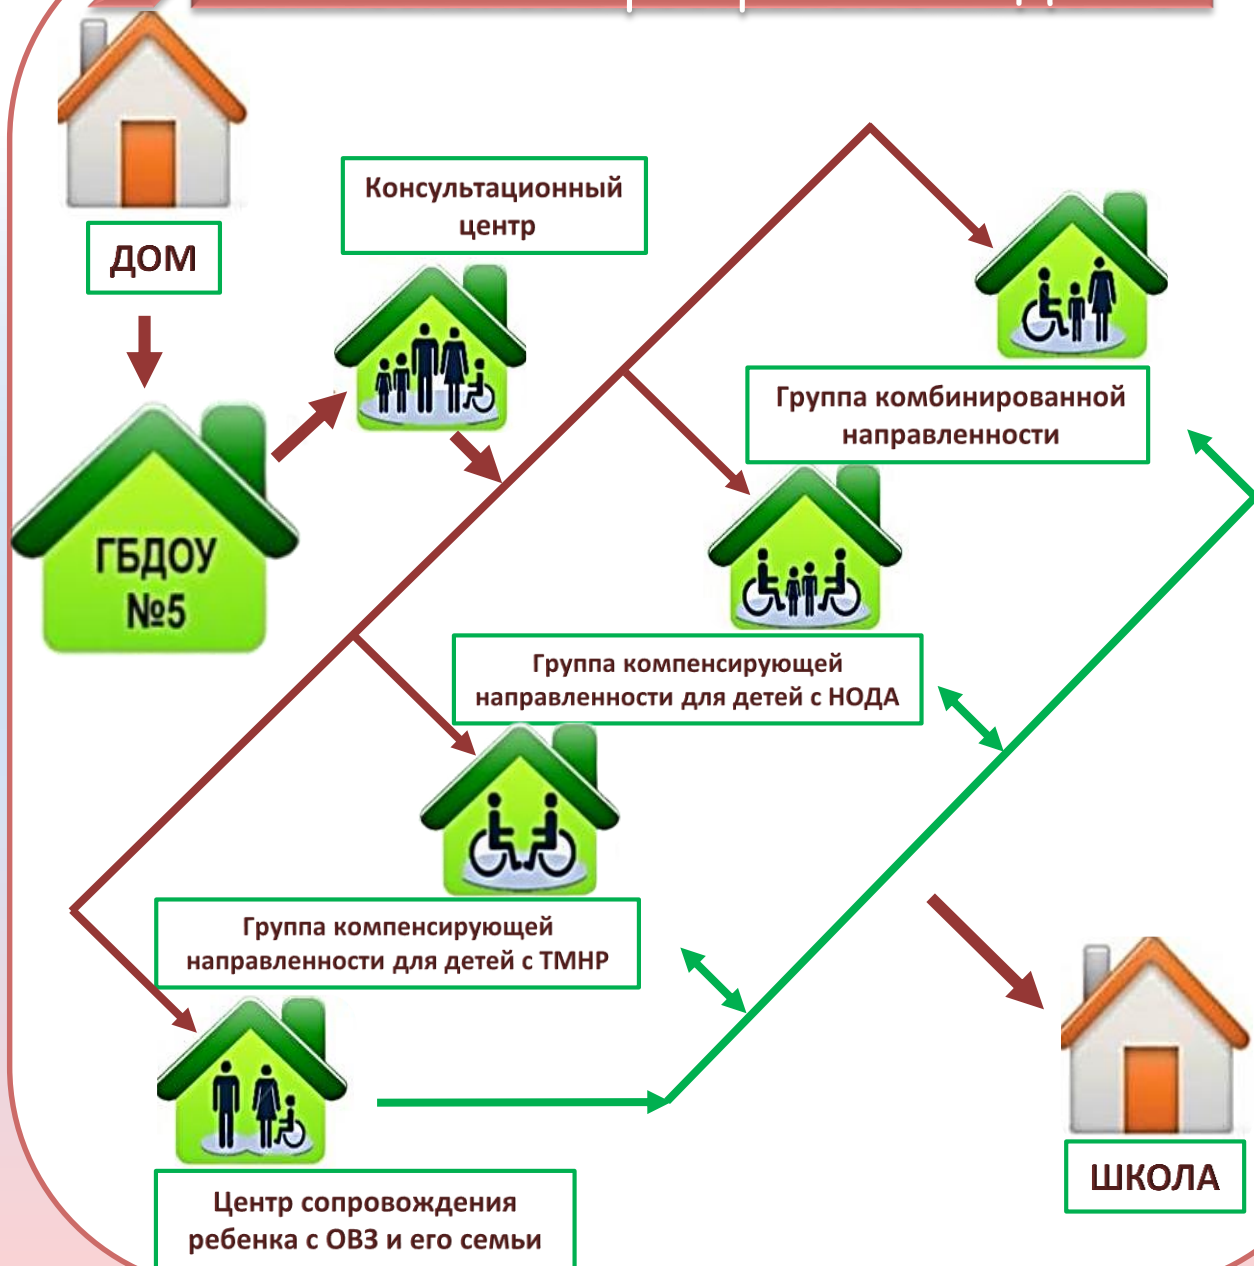 ДОМ
Консультационный
центр
ГБДОУ
№5
Группа комбинированной
направленности
Группа компенсирующей
направленности для детей с НОДА
Группа компенсирующей
направленности для детей с ТМНР
Центр сопровождения
ребенка с ОВЗ и его семьи
ШКОЛА